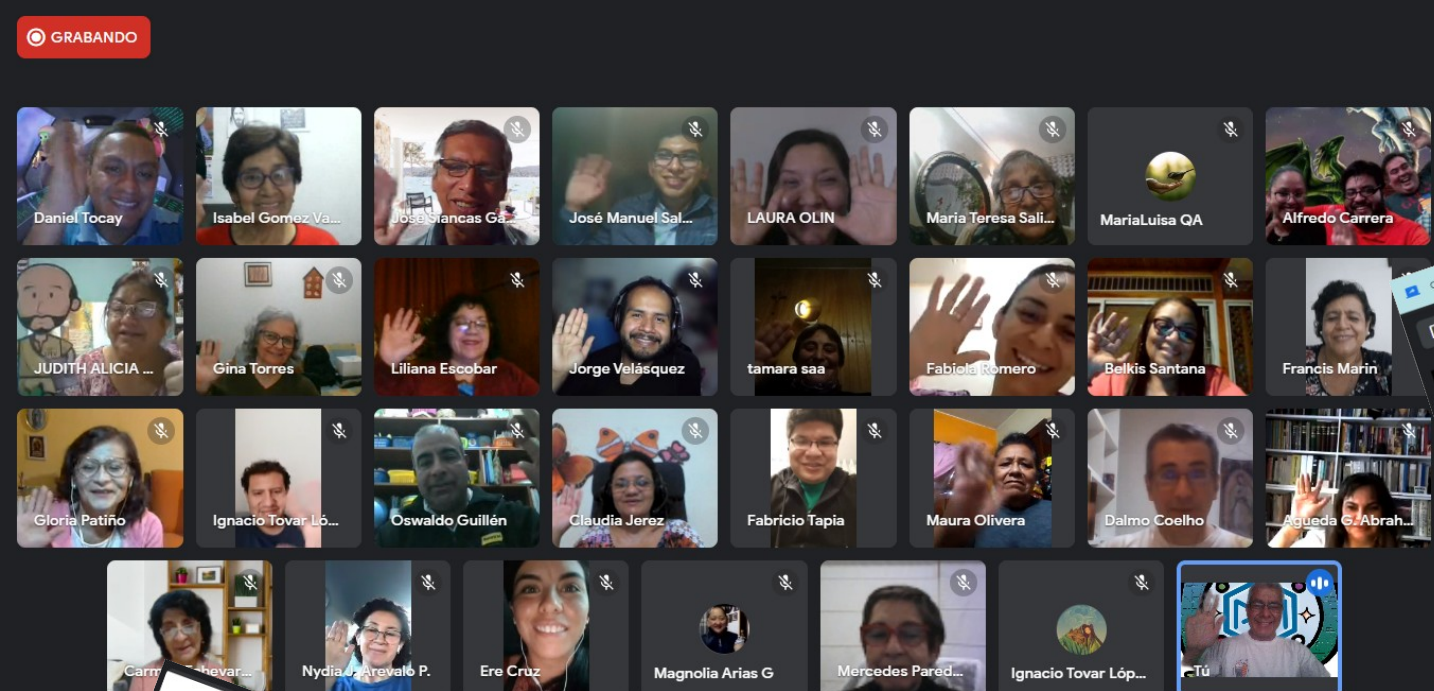 GRABANDO
Daniel Tocay
Isabel Gomez Va...
José Siancas Ga...
José Manuel Sal...
LAURA OLIN
Maria Teresa Sali...
MariaLuisa QA
Alfredo Carrera
JUDITH ALICIA ...
Gina Torres
Liliana Escobar
Jorge Velásquez
tamara saa
Fabiola Romero
Belkis Santana
Francis Marin
Gloria Patiño
Ignacio Tovar Ló...
Oswaldo Guillén
Claudia Jerez
Fabricio Tapia
Maura Olivera
Dalmo Coelho
Agueda G. Abrah...
Nydia J. Arevalo P.
Ere Cruz
Magnolia Arias G
Mercedes Pared...
Ignacio Tovar Lóp...
Tú